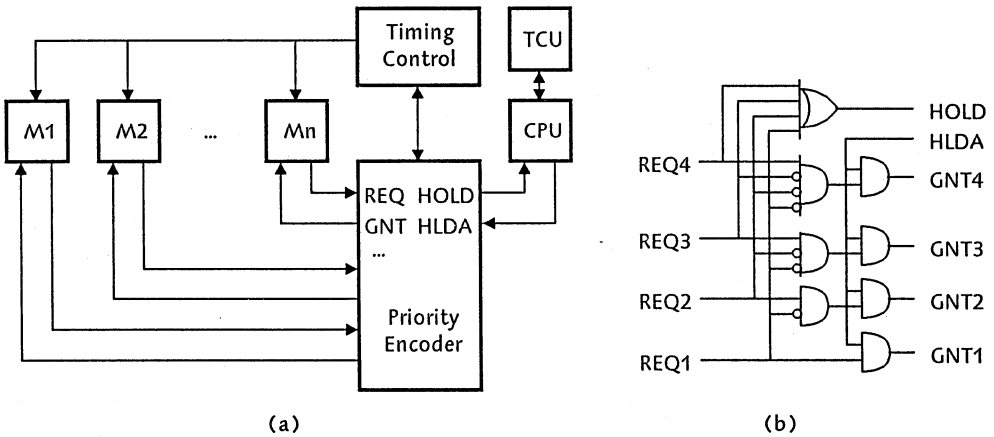 Timing
Control
TCU
M1
M2
...
Mn
CPU
REQ HOLD
GNT HLDA
...
Priority
Encoder
(a)
HOLD
HLDA
REQ4
GNT4
REQ3
GNT3
REQ2
GNT2
REQ1
GNT1
(b)